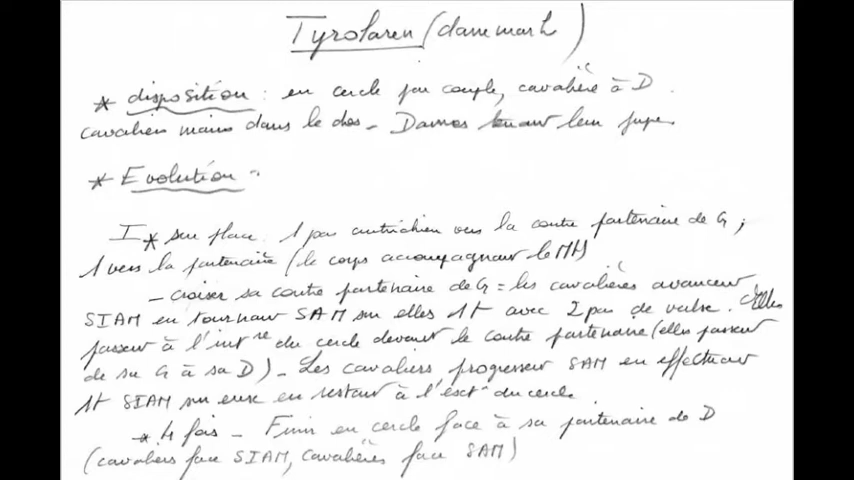 Tyrolaren (danemark)
* disposition : en cercle par couple, cavalière à D.
cavaliers mains dans le dos - Dames tenant leur jupe
* Evolution :
I * sur place : 1 pas autrichien vers la contre partenaire de G ;
1 vers la partenaire (le corps accompagnant le MH)
- croiser sa contre partenaire de G = les cavalières avancent
SIAM en tournant SAM sur elles 1t avec 2 pas de valse. Elles
passent à l'intre du cercle devant le contre partenaire (elles passent
de sa G à sa D) - Les cavaliers progressent SAM en effectuant
1t SIAM sur eux en restant à l'extr du cercle.
* 4 fois - Finir en cercle face à sa partenaire de D
(cavaliers face SIAM, cavalières face SAM)